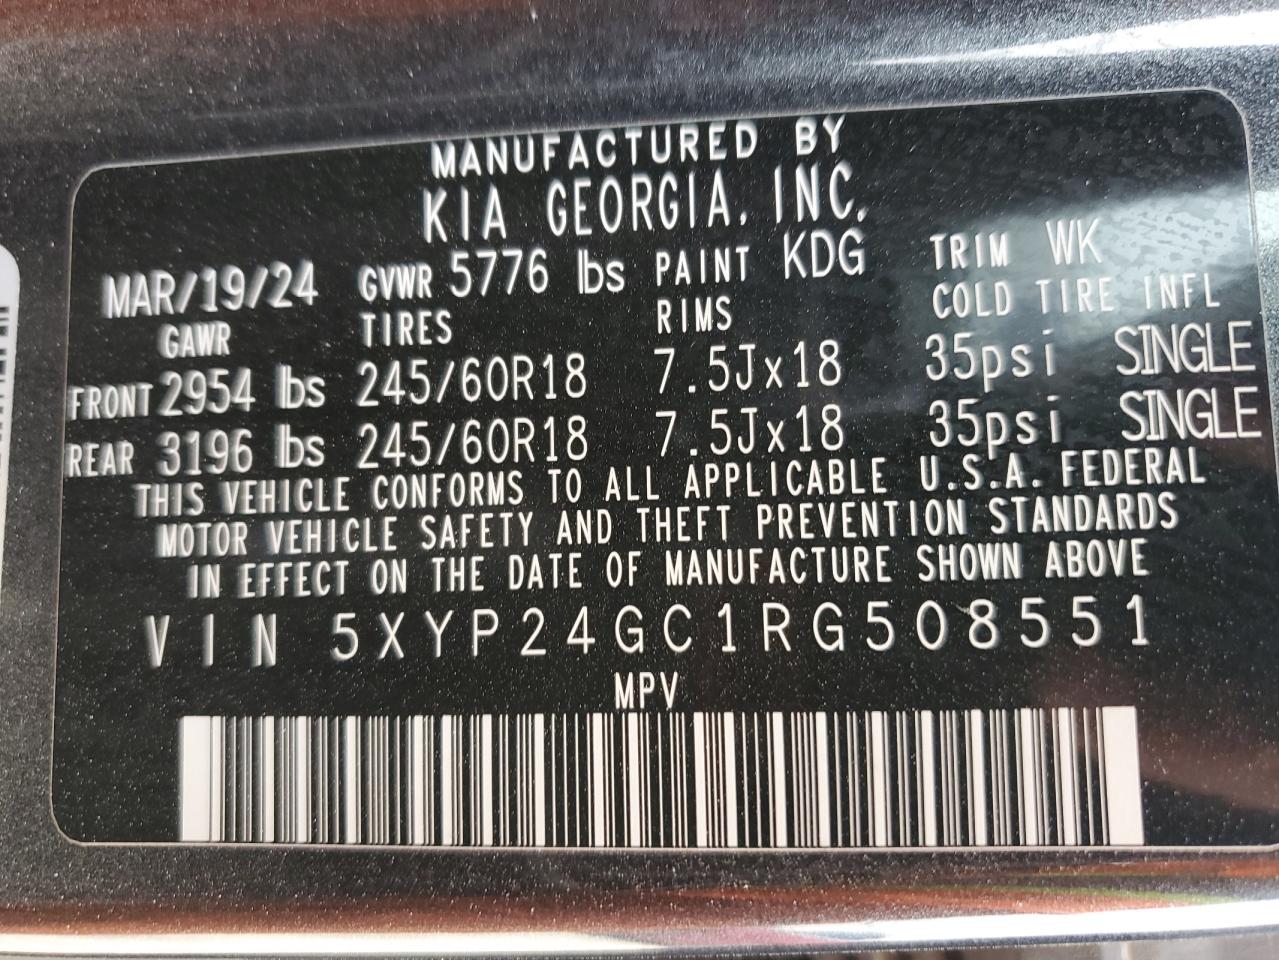 MANUFACTURED BY
KIA GEORGIA, INC.
MAR/19/24 GVWR 5776 lbs PAINT KDG TRIM WK
GAWR TIRES RIMS COLD TIRE INFL
FRONT 2954 lbs 245/60R18 7.5Jx18 35psi SINGLE
REAR 3196 lbs 245/60R18 7.5Jx18 35psi SINGLE
THIS VEHICLE CONFORMS TO ALL APPLICABLE U.S.A. FEDERAL
MOTOR VEHICLE SAFETY AND THEFT PREVENTION STANDARDS
IN EFFECT ON THE DATE OF MANUFACTURE SHOWN ABOVE
VIN 5XYP24GC1RG508551
MPV